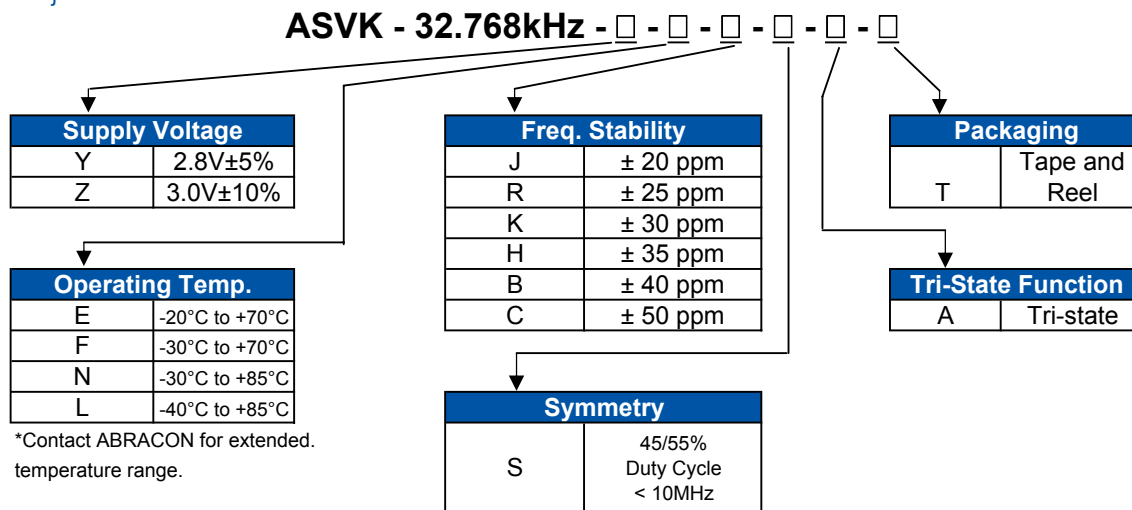 ASVK - 32.768kHz - □ - □ - □ - □ - □ - □
Supply Voltage
Y 2.8V±5%
Z 3.0V±10%
Operating Temp.
E -20°C to +70°C
F -30°C to +70°C
N -30°C to +85°C
L -40°C to +85°C
*Contact ABRACON for extended.
temperature range.
Freq. Stability
J ± 20 ppm
R ± 25 ppm
K ± 30 ppm
H ± 35 ppm
B ± 40 ppm
C ± 50 ppm
Symmetry
S 45/55%
Duty Cycle
< 10MHz
Packaging
T Tape and
Reel
Tri-State Function
A Tri-state